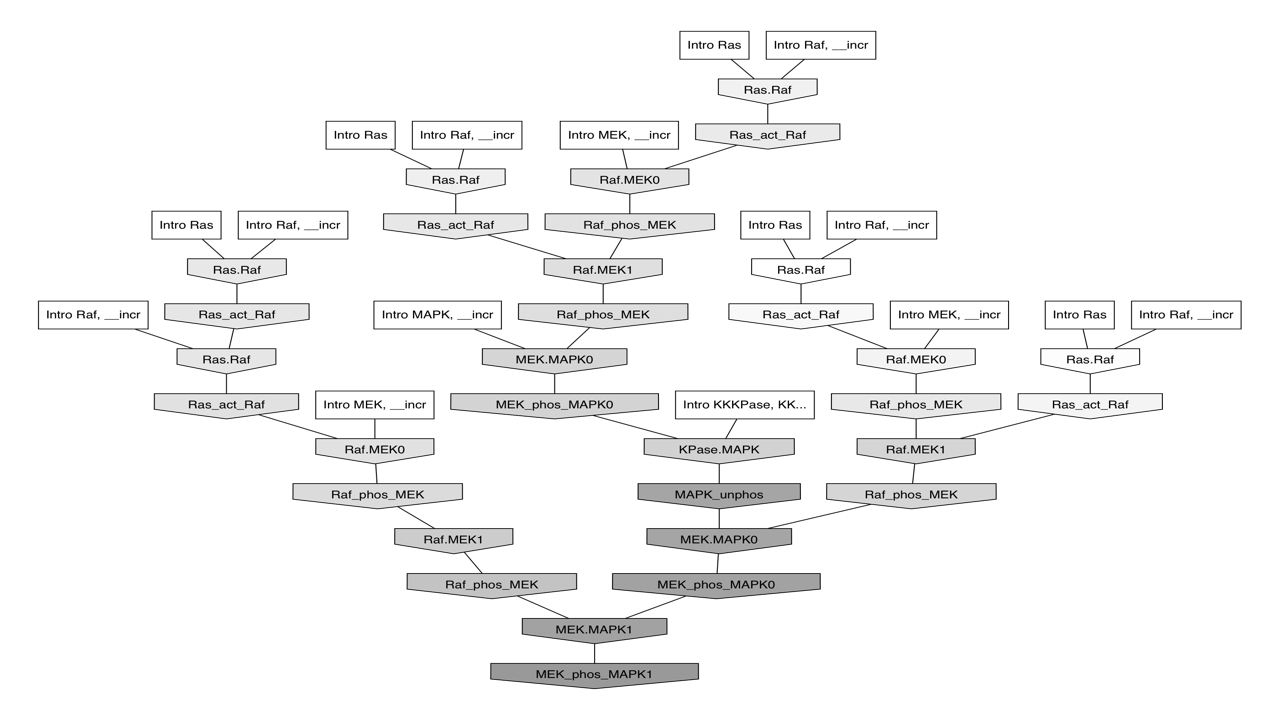 Intro Ras
Intro Raf, __incr
Ras.Raf
Intro Ras
Intro Raf, __incr
Intro MEK, __incr
Ras_act_Raf
Ras.Raf
Raf.MEK0
Intro Ras
Intro Raf, __incr
Ras_act_Raf
Raf_phos_MEK
Intro Ras
Intro Raf, __incr
Ras.Raf
Raf.MEK1
Ras.Raf
Intro Raf, __incr
Ras_act_Raf
Intro MAPK, __incr
Raf_phos_MEK
Ras_act_Raf
Intro MEK, __incr
Intro Ras
Intro Raf, __incr
Ras.Raf
MEK.MAPK0
Raf.MEK0
Ras.Raf
Ras_act_Raf
Intro MEK, __incr
MEK_phos_MAPK0
Intro KKKPase, KK...
Raf_phos_MEK
Ras_act_Raf
Raf.MEK0
KPase.MAPK
Raf.MEK1
Raf_phos_MEK
MAPK_unphos
Raf_phos_MEK
Raf.MEK1
MEK.MAPK0
Raf_phos_MEK
MEK_phos_MAPK0
MEK.MAPK1
MEK_phos_MAPK1